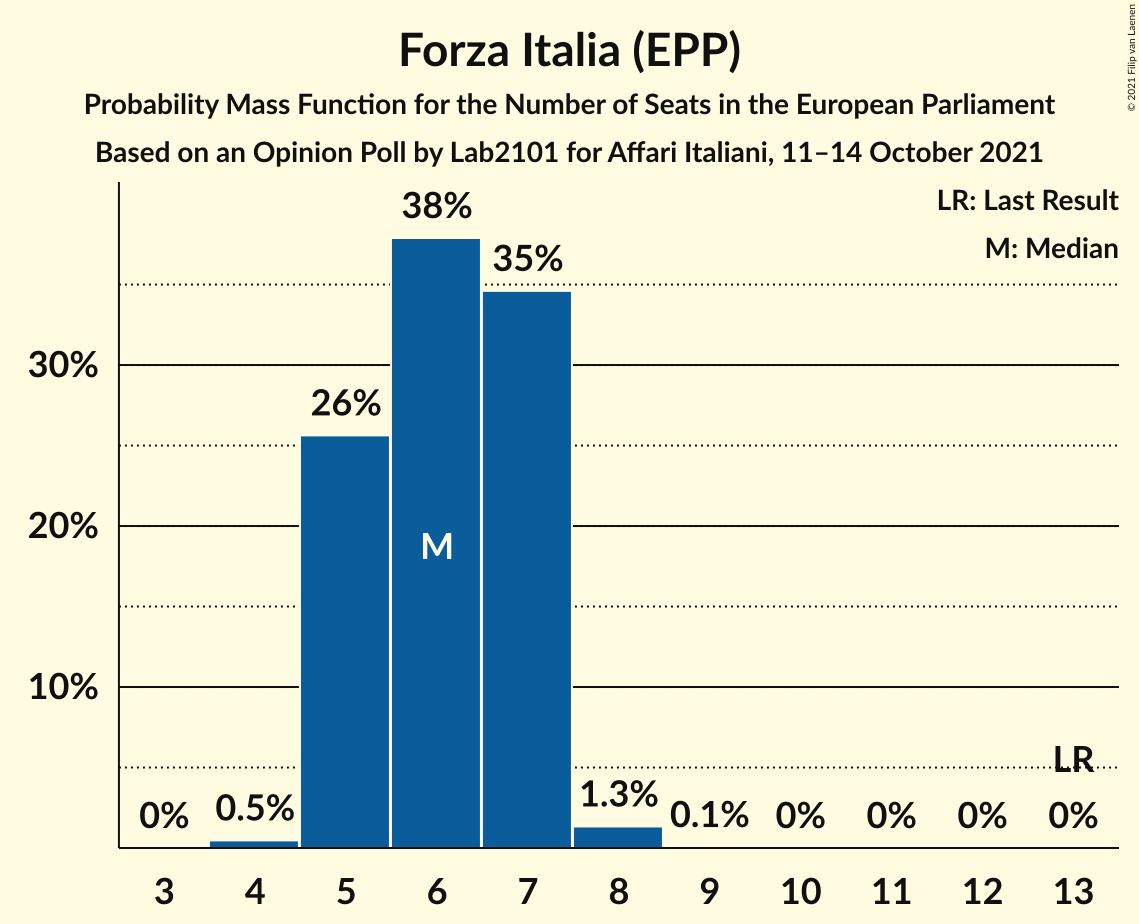 © 2021 Filip van Laenen
Forza Italia (EPP)
Probability Mass Function for the Number of Seats in the European Parliament
Based on an Opinion Poll by Lab2101 for Affari Italiani, 11–14 October 2021
LR: Last Result
M: Median
38%
35%
30%
26%
20%
M
10%
LR
0%
0.5%
1.3%
0.1%
0%
0%
0%
0%
3 4 5 6 7 8 9 10 11 12 13